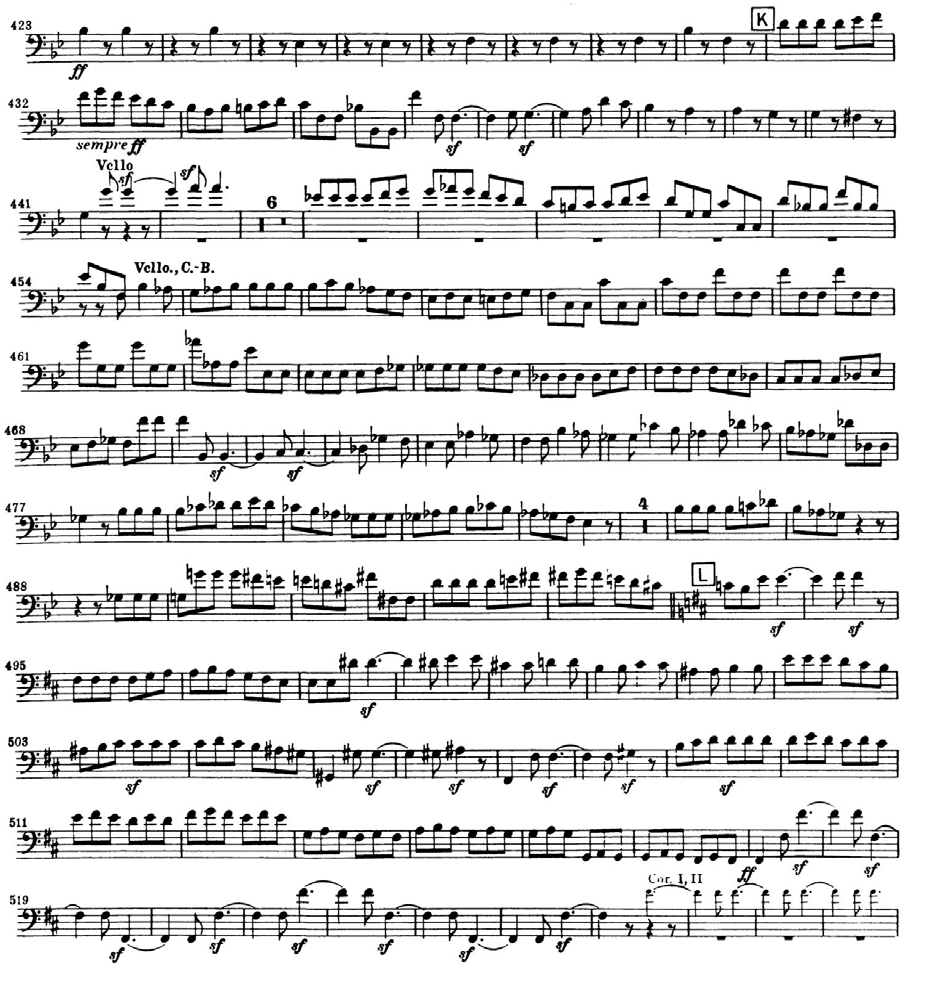 423 K
ff sf sf
432
sempre ff sf sf
Vcllo
441 sf sf 6
Vcllo., C.-B.
454
461
468
sf sf
477 4
488 L
sf sf
495
sf
503
sf sf sf sf sf sf
511
ff sf sf
Cor. I, II
519
sf sf sf sf sf sf